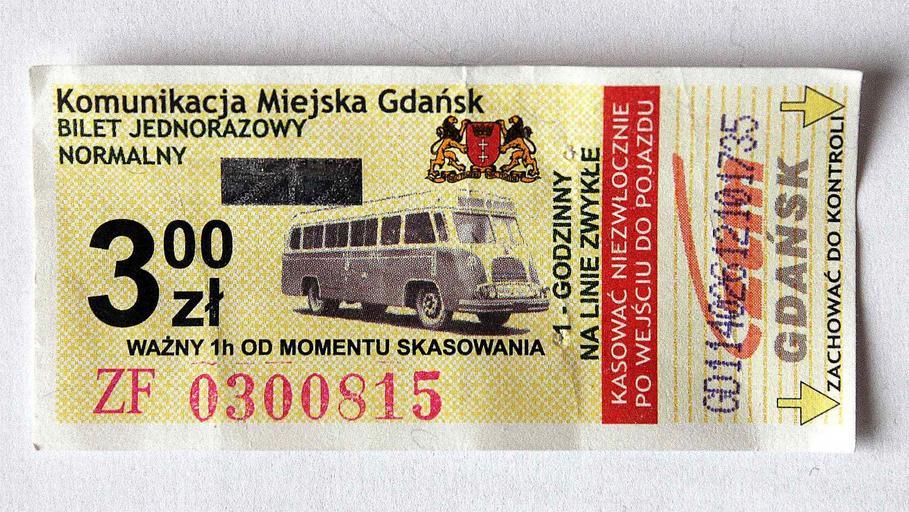 Komunikacja Miejska Gdańsk
BILET JEDNORAZOWY
NORMALNY
3 00 zł
WAŻNY 1h OD MOMENTU SKASOWANIA
ZF 0300815
1 - GODZINNY
NA LINIE ZWYKŁE
KASOWAĆ NIEZWŁOCZNIE
PO WEJŚCIU DO POJAZDU
GDAŃSK
ZACHOWAĆ DO KONTROLI